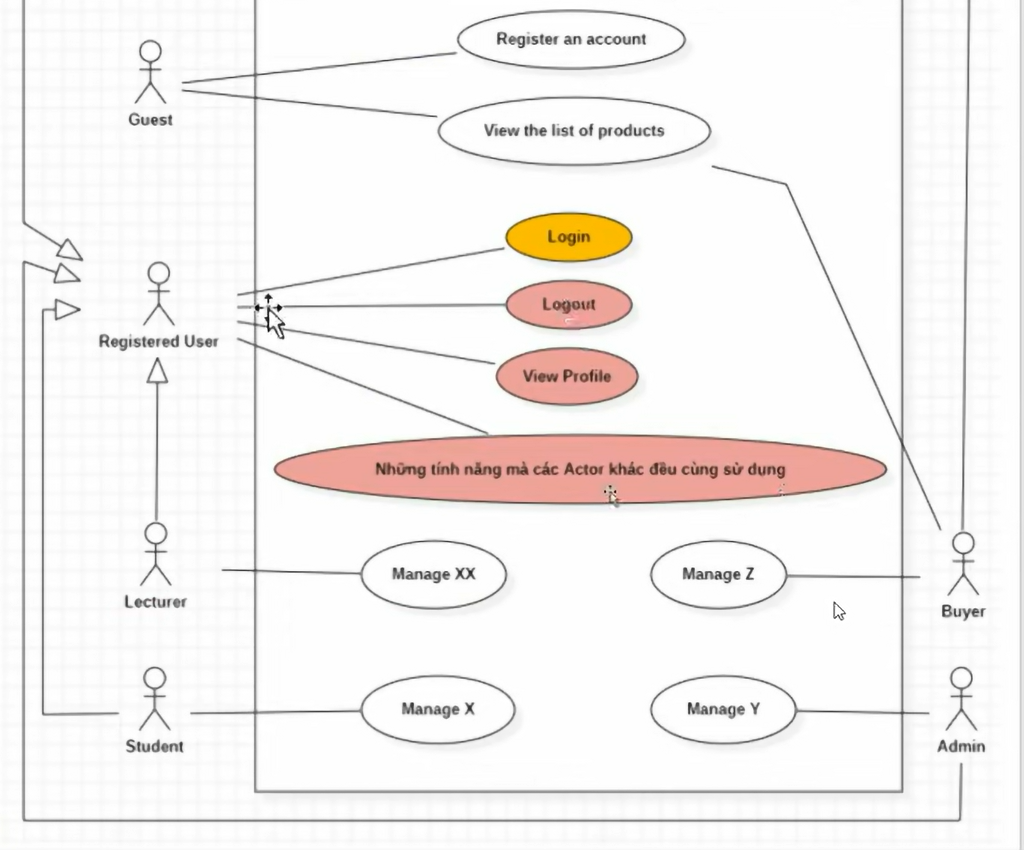 Register an account
Guest
View the list of products
Login
Logout
Registered User
View Profile
Những tính năng mà các Actor khác đều cùng sử dụng
Manage XX
Manage Z
Lecturer
Buyer
Manage X
Manage Y
Student
Admin